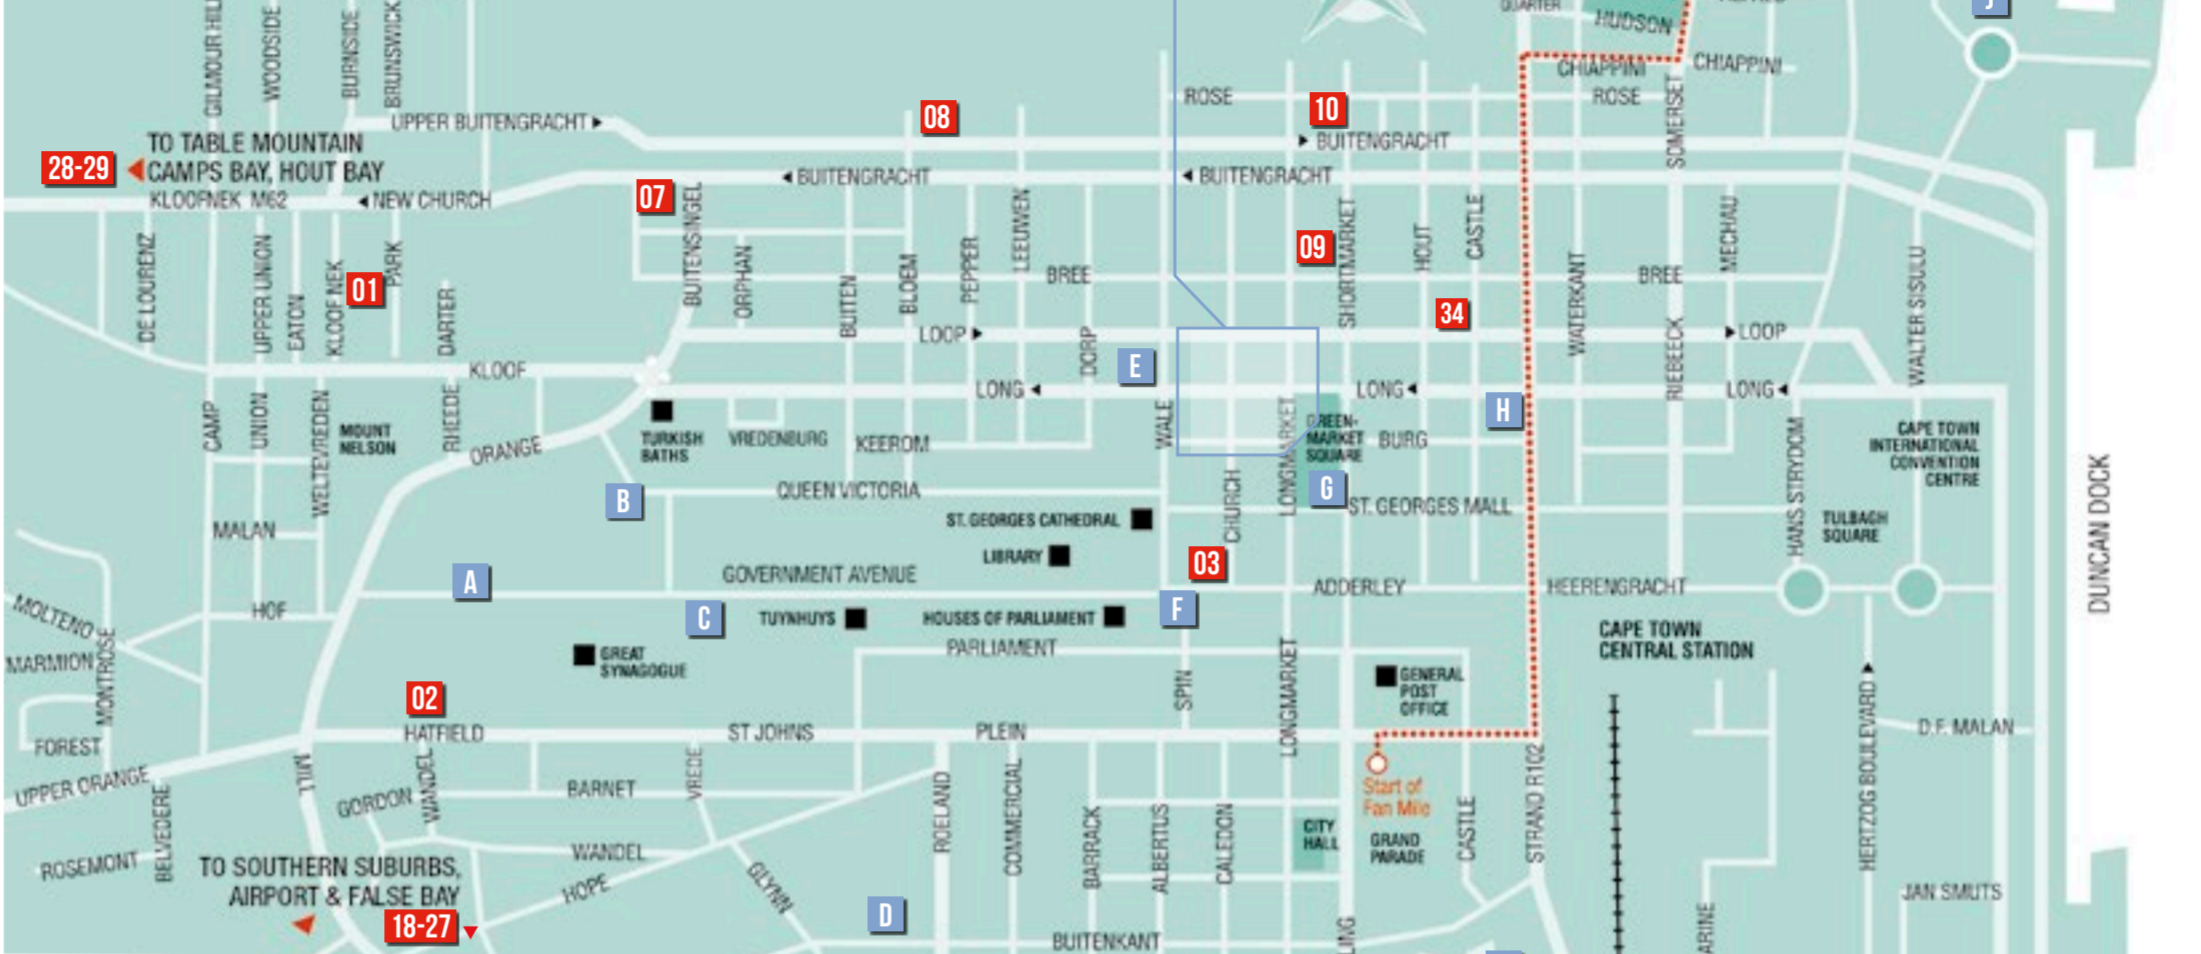 QUARTER
HUDSON
J
GILMOUR HILL
WOODSIDE
BURNSIDE
BRUNSWICK
CHIAPPINI
CHIAPPINI
ROSE
ROSE
SOMERSET
08
10
UPPER BUITENGRACHT
BUITENGRACHT
TO TABLE MOUNTAIN
CAMPS BAY, HOUT BAY
28-29
BUITENGRACHT
BUITENGRACHT
KLOOFNEK M62
NEW CHURCH
07
BUITENSINGEL
LEEUWEN
SHORTMARKET
HOUT
CASTLE
MECHAU
DE LOURENZ
UPPER UNION
EATON
KLOOF NEK
PARK
01
DARTER
ORPHAN
BUITEN
BLOEM
PEPPER
BREE
09
WATERKANT
BREE
WALTER SISULU
34
LOOP
DORP
LOOP
RIEBEECK
KLOOF
E
LONG
LONG
LONG
H
CAMP
UNION
WELTEVREDEN
MOUNT
NELSON
RHEEDE
ORANGE
TURKISH
BATHS
VREDENBURG
KEEROM
WALE
LONGMARKET
GREEN-
MARKET
SQUARE
BURG
HANS STRYDOM
CAPE TOWN
INTERNATIONAL
CONVENTION
CENTRE
B
QUEEN VICTORIA
CHURCH
G
ST. GEORGES MALL
MALAN
ST. GEORGES CATHEDRAL
TULBAGH
SQUARE
DUNCAN DOCK
LIBRARY
03
A
GOVERNMENT AVENUE
ADDERLEY
HEERENGRACHT
HOF
C
TUYNHUYS
HOUSES OF PARLIAMENT
F
MOLTENO
MARMION
MONTROSE
GREAT
SYNAGOGUE
PARLIAMENT
SPIN
LONGMARKET
GENERAL
POST
OFFICE
CAPE TOWN
CENTRAL STATION
02
HATFIELD
ST JOHNS
PLEIN
FOREST
D.F. MALAN
UPPER ORANGE
MILL
WANDEL
GORDON
BARNET
VREDE
ROELAND
COMMERCIAL
BARRACK
ALBERTUS
CALEDON
Start of
Fan Mile
CITY
HALL
GRAND
PARADE
CASTLE
STRAND R102
HERTZOG BOULEVARD
BELVEDERE
ROSEMONT
TO SOUTHERN SUBURBS,
AIRPORT & FALSE BAY
18-27
WANDEL
HOPE
GLYNN
D
BUITENKANT
LING
ARINE
JAN SMUTS